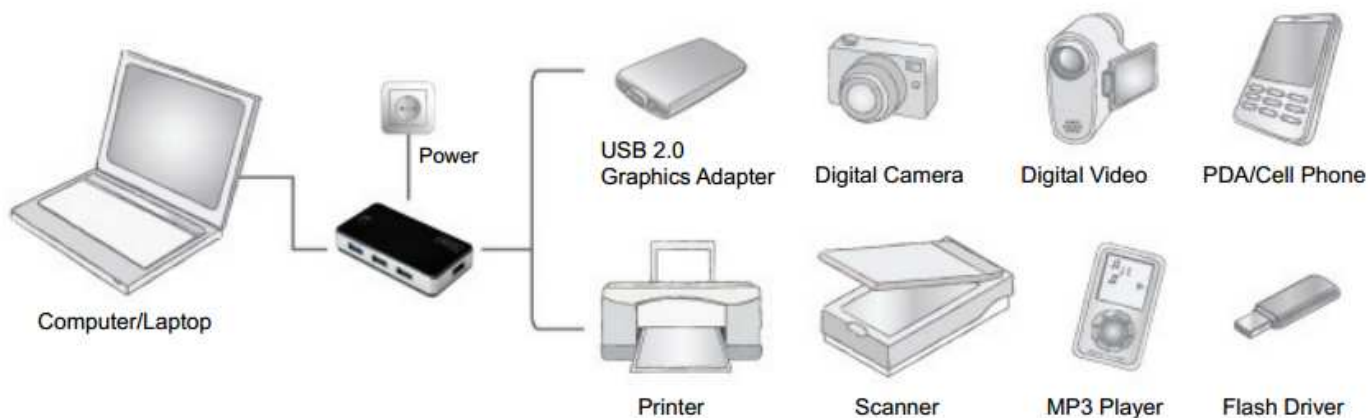 Power
USB 2.0
Graphics Adapter
Digital Camera
Digital Video
PDA/Cell Phone
Computer/Laptop
Printer
Scanner
MP3 Player
Flash Driver